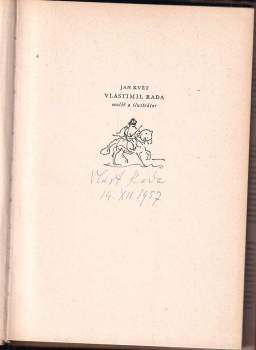 JAN KVĚT
VLASTIMIL RADA
malíř a ilustrátor
Vlast Rada
14. XII. 1957